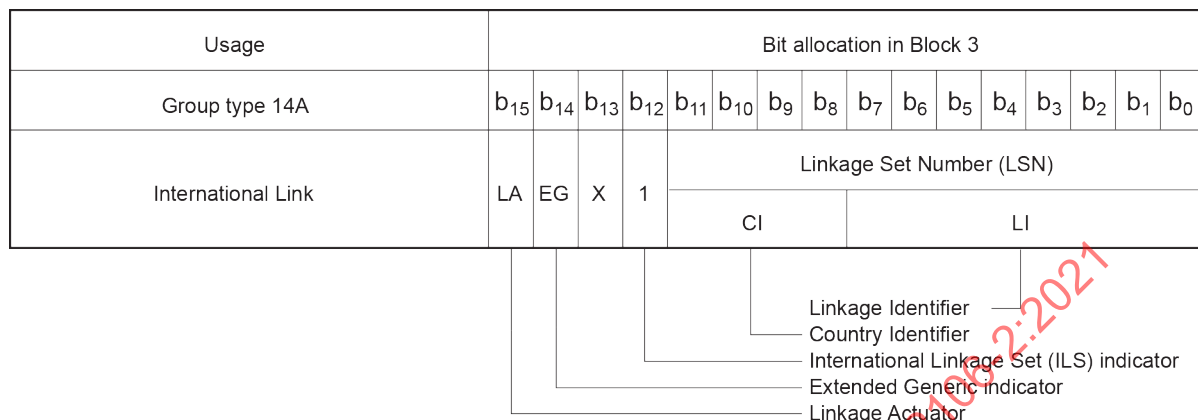 Usage Bit allocation in Block 3
Group type 14A b15 b14 b13 b12 b11 b10 b9 b8 b7 b6 b5 b4 b3 b2 b1 b0
International Link LA EG X 1 Linkage Set Number (LSN)
CI LI
Linkage Identifier
Country Identifier
International Linkage Set (ILS) indicator
Extended Generic indicator
Linkage Actuator
106-2:2021